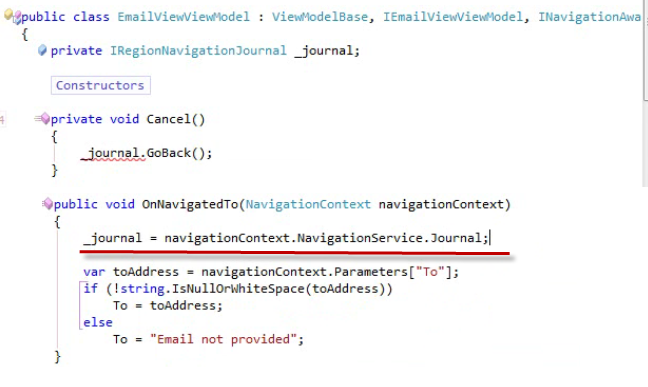 public class EmailViewViewModel : ViewModelBase, IEmailViewViewModel, INavigationAwa
{
private IRegionNavigationJournal _journal;
Constructors
private void Cancel()
{
_journal.GoBack();
}
public void OnNavigatedTo(NavigationContext navigationContext)
{
_journal = navigationContext.NavigationService.Journal;
var toAddress = navigationContext.Parameters["To"];
if (!string.IsNullOrWhiteSpace(toAddress))
To = toAddress;
else
To = "Email not provided";
}